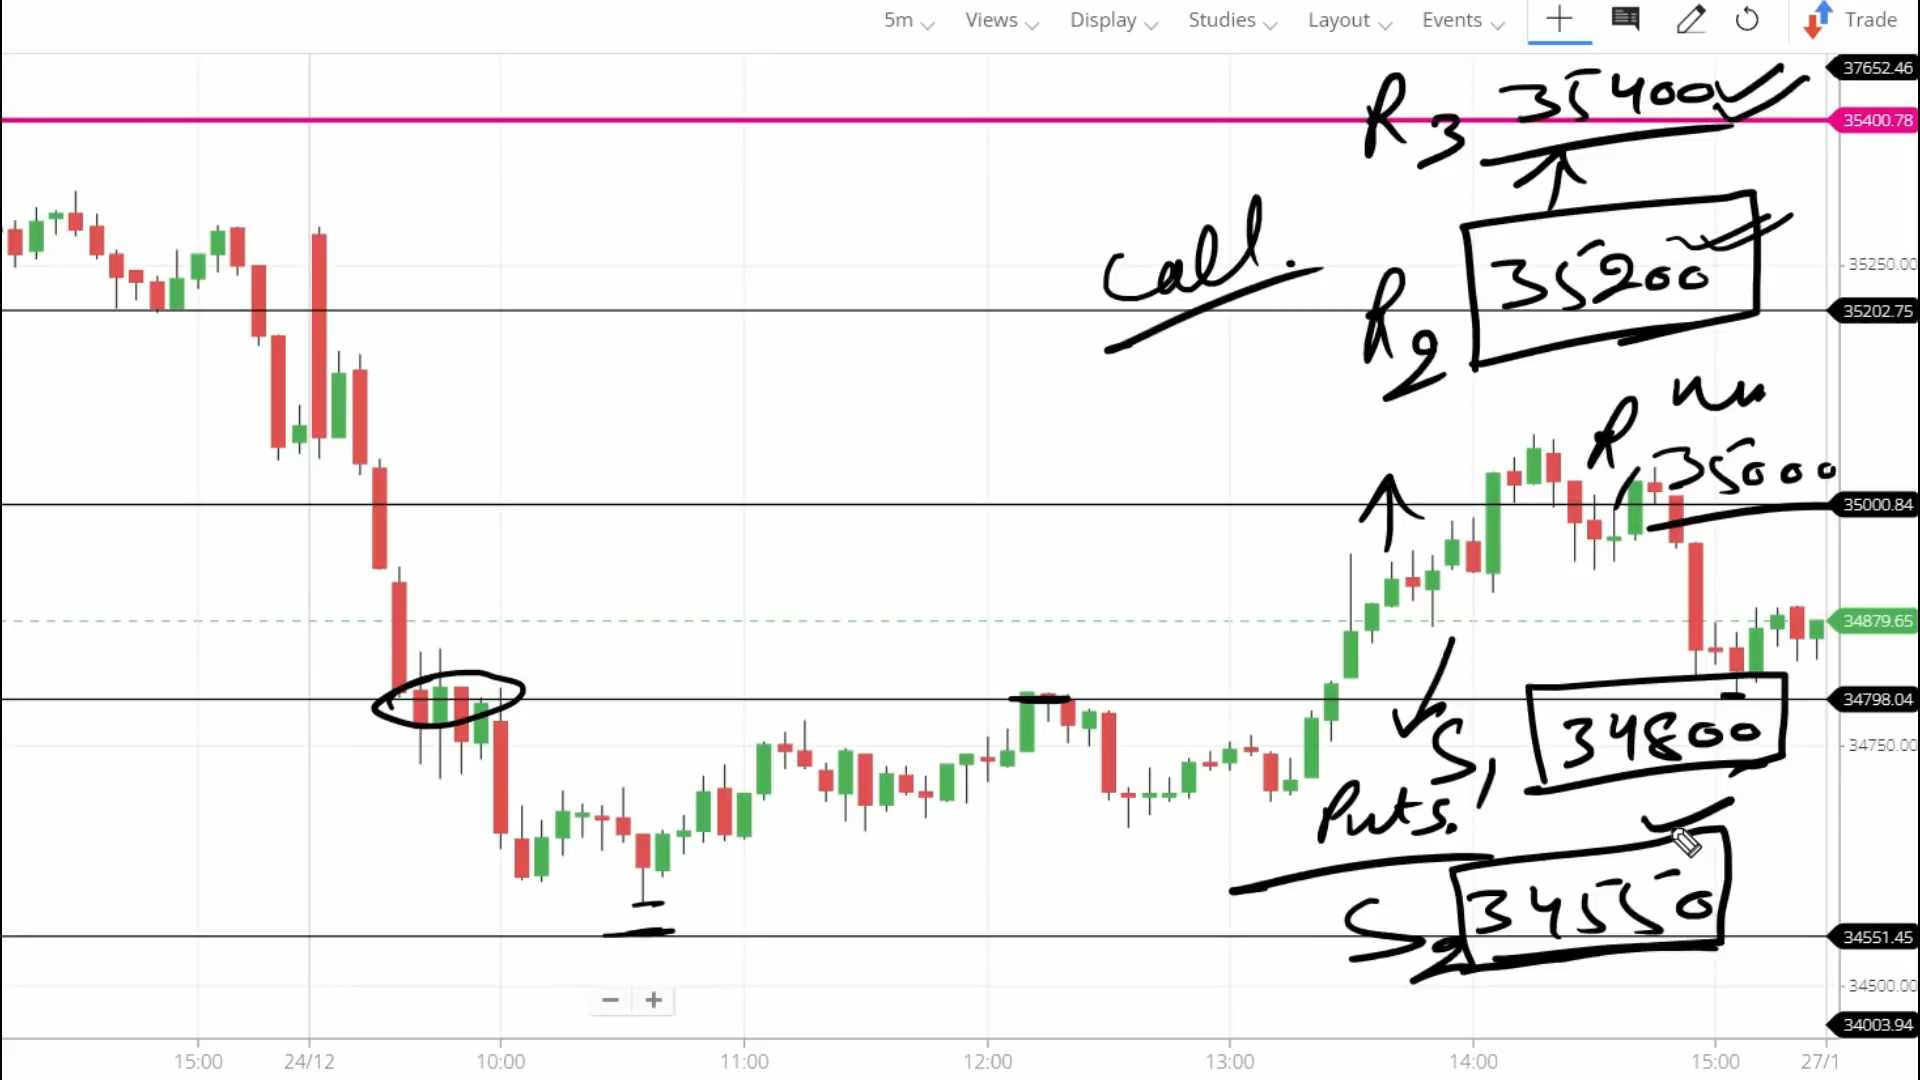 5m Views Display Studies Layout Events Trade
37652.46
R3 35400
35400.78
Call.
35250.00
R2 35200
35202.75
R1 35000
35000.84
34879.65
34798.04
S1 34800
34750.00
Puts.
S2 34550
34551.45
34500.00
34003.94
15:00 24/12 10:00 11:00 12:00 13:00 14:00 15:00 27/1